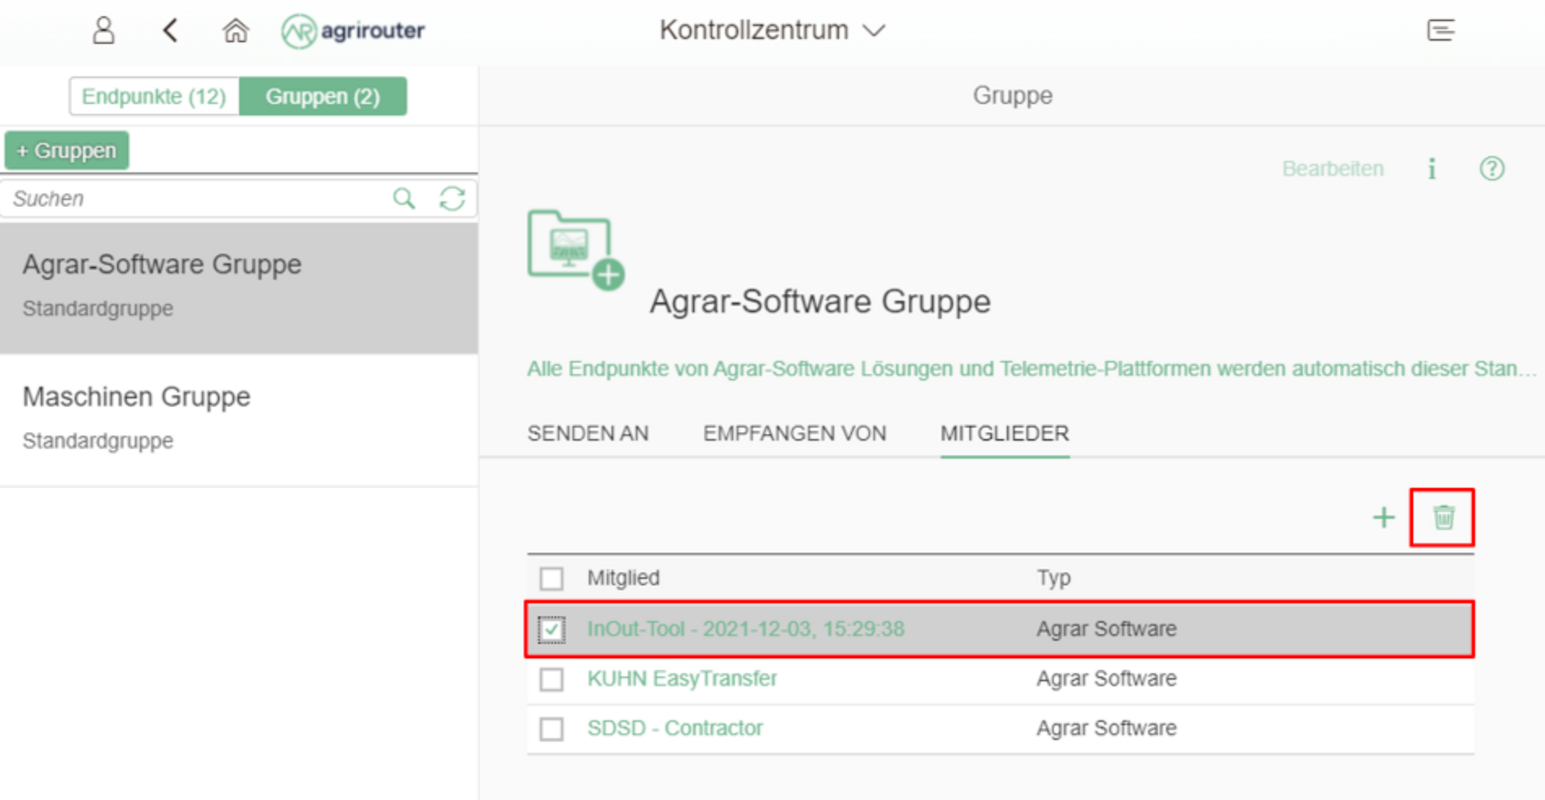 AR agrirouter
Kontrollzentrum
Endpunkte (12) Gruppen (2)
Gruppe
+ Gruppen
Bearbeiten i ?
Suchen
Agrar-Software Gruppe
Standardgruppe
Maschinen Gruppe
Standardgruppe
Agrar-Software Gruppe
Alle Endpunkte von Agrar-Software Lösungen und Telemetrie-Plattformen werden automatisch dieser Stan...
SENDEN AN EMPFANGEN VON MITGLIEDER
Mitglied Typ
InOut-Tool - 2021-12-03, 15:29:38 Agrar Software
KUHN EasyTransfer Agrar Software
SDSD - Contractor Agrar Software